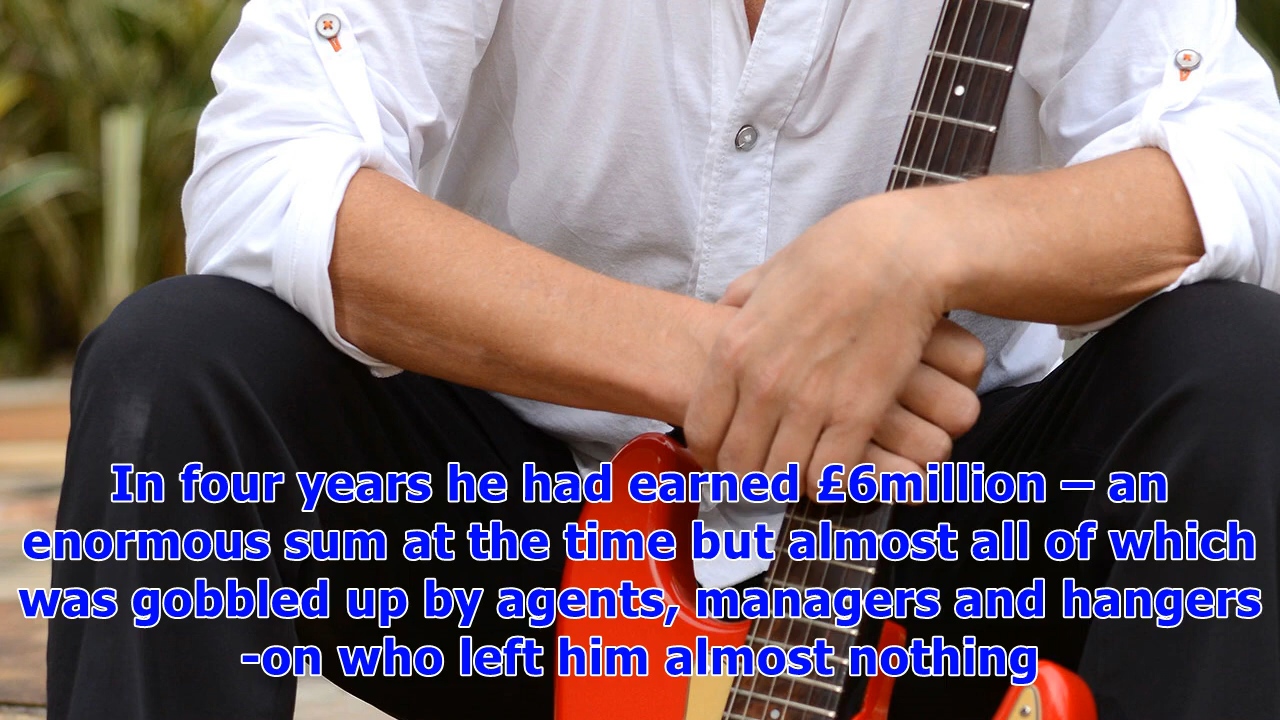 In four years he had earned £6million – an
enormous sum at the time but almost all of which
was gobbled up by agents, managers and hangers
-on who left him almost nothing